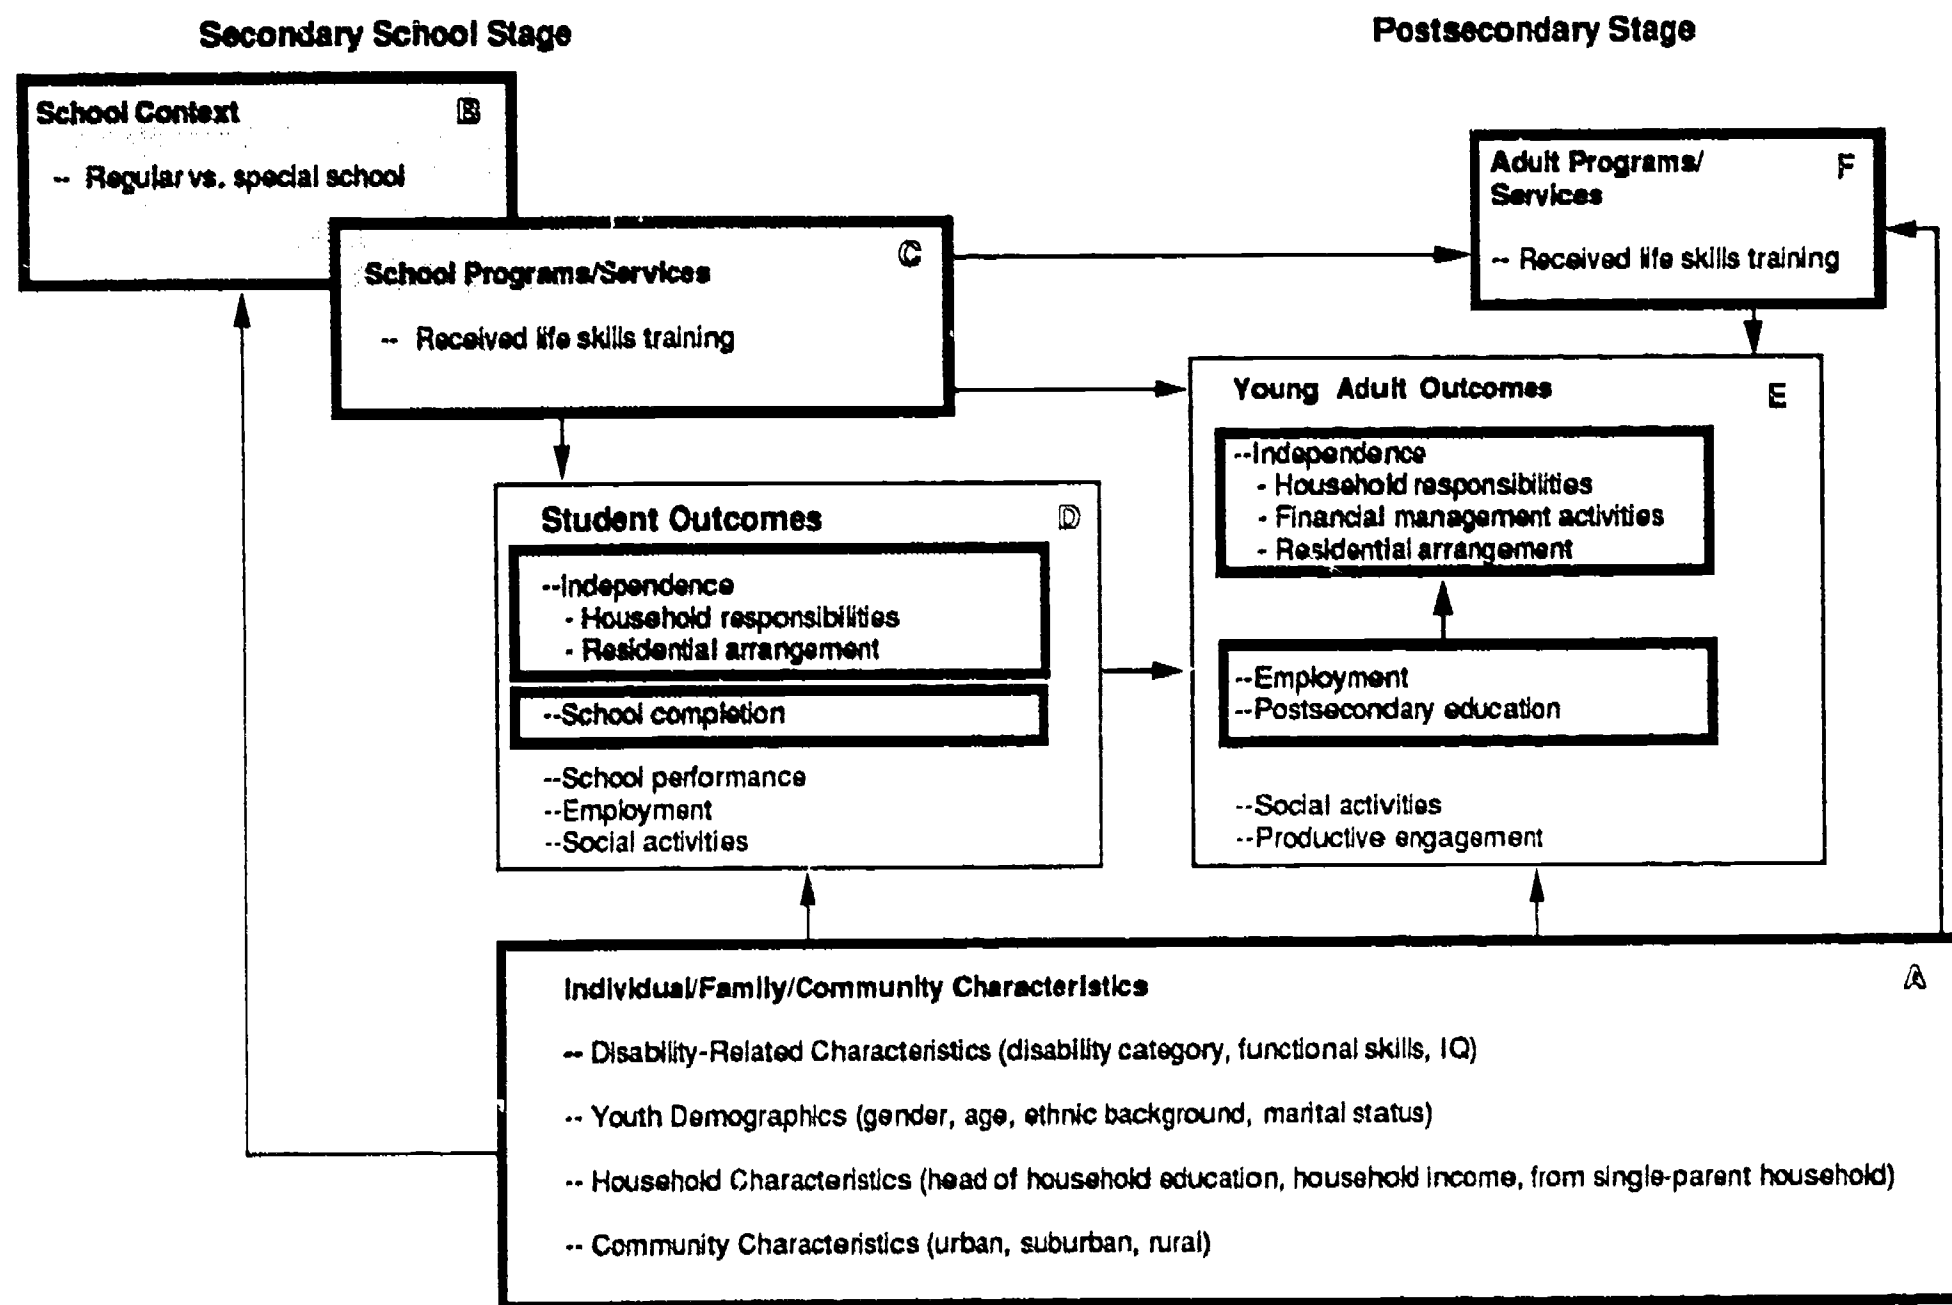 Secondary School Stage
Postsecondary Stage
School Context
B
-- Regular vs. special school
School Programs/Services
C
-- Received life skills training
Adult Programs/
Services
F
-- Received life skills training
Student Outcomes
D
--Independence
- Household responsibilities
- Residential arrangement
--School completion
--School performance
--Employment
--Social activities
Young Adult Outcomes
E
--Independence
- Household responsibilities
- Financial management activities
- Residential arrangement
--Employment
--Postsecondary education
--Social activities
--Productive engagement
Individual/Family/Community Characteristics
A
-- Disability-Related Characteristics (disability category, functional skills, IQ)
-- Youth Demographics (gender, age, ethnic background, marital status)
-- Household Characteristics (head of household education, household income, from single-parent household)
-- Community Characteristics (urban, suburban, rural)